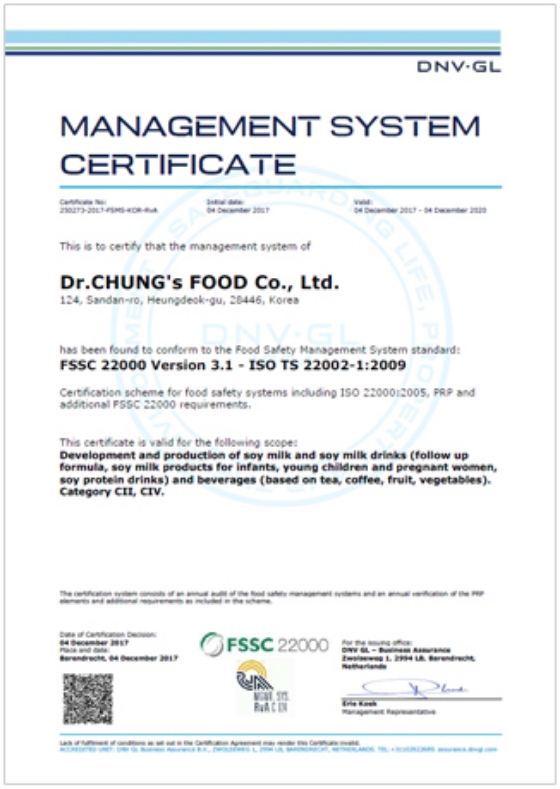 DNV·GL
MANAGEMENT SYSTEM
CERTIFICATE
Certificate No: Initial date: Valid:
250273-2017-FSMS-KOR-RvA 04 December 2017 04 December 2017 - 04 December 2020
This is to certify that the management system of
Dr.CHUNG's FOOD Co., Ltd.
124, Sandan-ro, Heungdeok-gu, 28446, Korea
DNV·GL
SAFEGUARDING LIFE, PROPERTY
has been found to conform to the Food Safety Management System standard:
FSSC 22000 Version 3.1 - ISO TS 22002-1:2009
Certification scheme for food safety systems including ISO 22000:2005, PRP and
additional FSSC 22000 requirements.
This certificate is valid for the following scope:
Development and production of soy milk and soy milk drinks (follow up
formula, soy milk products for infants, young children and pregnant women,
soy protein drinks) and beverages (based on tea, coffee, fruit, vegetables).
Category CII, CIV.
The certification system consists of an annual audit of the food safety management systems and an annual verification of the PRP
elements and additional requirements as included in the scheme.
Date of Certification Decision:
04 December 2017
Place and date:
Barendrecht, 04 December 2017
FSSC 22000
MGMT. SYS.
RvA C
For the issuing office:
DNV GL – Business Assurance
Zwolseweg 1, 2994 LB, Barendrecht,
Netherlands
Erie Koek
Management Representative
Lack of fulfilment of conditions as set out in the Certification Agreement may render this Certificate invalid.
ACCREDITED UNIT: DNV GL Business Assurance B.V., ZWOLSEWEG 1, 2994 LB, BARENDRECHT, NETHERLANDS. TEL: assurance.dnvgl.com